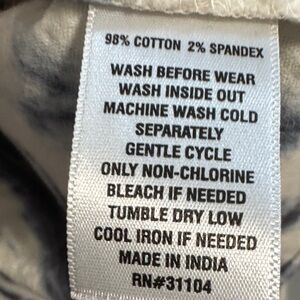 98% COTTON 2% SPANDEX
WASH BEFORE WEAR
WASH INSIDE OUT
MACHINE WASH COLD
SEPARATELY
GENTLE CYCLE
ONLY NON-CHLORINE
BLEACH IF NEEDED
TUMBLE DRY LOW
COOL IRON IF NEEDED
MADE IN INDIA
RN#31104